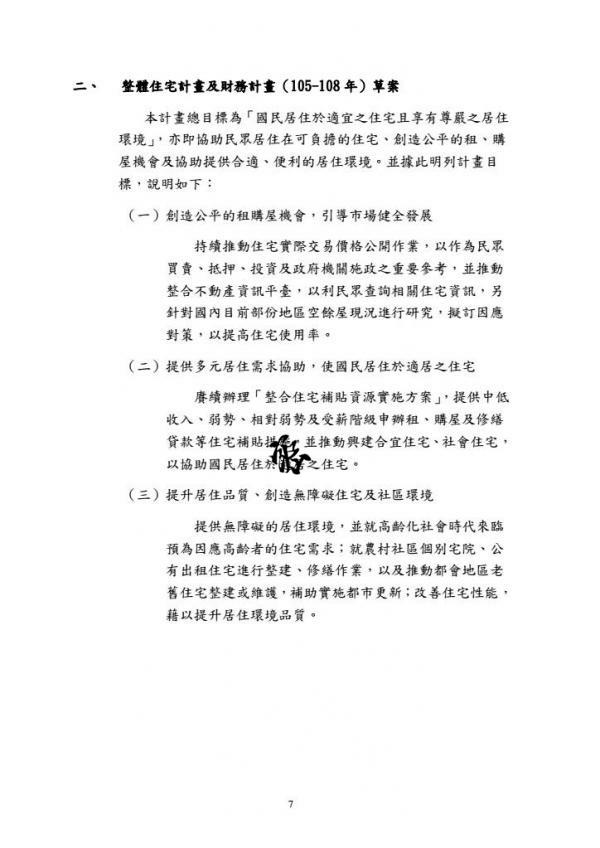 二、 整體住宅計畫及財務計畫(105-108年)草案
本計畫總目標為「國民居住於適宜之住宅且享有尊嚴之居住
環境」，亦即協助民眾居住在可負擔的住宅、創造公平的租、購
屋機會及協助提供合適、便利的居住環境。並據此明列計畫目
標，說明如下：
(一)創造公平的租購屋機會，引導市場健全發展
持續推動住宅實際交易價格公開作業，以作為民眾
買賣、抵押、投資及政府機關施政之重要參考，並推動
整合不動產資訊平臺，以利民眾查詢相關住宅資訊，另
針對國內目前部份地區空餘屋現況進行研究，擬訂因應
對策，以提高住宅使用率。
(二)提供多元居住需求協助，使國民居住於適居之住宅
賡續辦理「整合住宅補貼資源實施方案」，提供中低
收入、弱勢、相對弱勢及受薪階級申辦租、購屋及修繕
貸款等住宅補貼 並推動興建合宜住宅、社會住宅，
以協助國民居住於 之住宅。
(三)提升居住品質、創造無障礙住宅及社區環境
提供無障礙的居住環境，並就高齡化社會時代來臨
預為因應高齡者的住宅需求；就農村社區個別宅院、公
有出租住宅進行整建、修繕作業，以及推動都會地區老
舊住宅整建或維護，補助實施都市更新；改善住宅性能，
藉以提升居住環境品質。
7